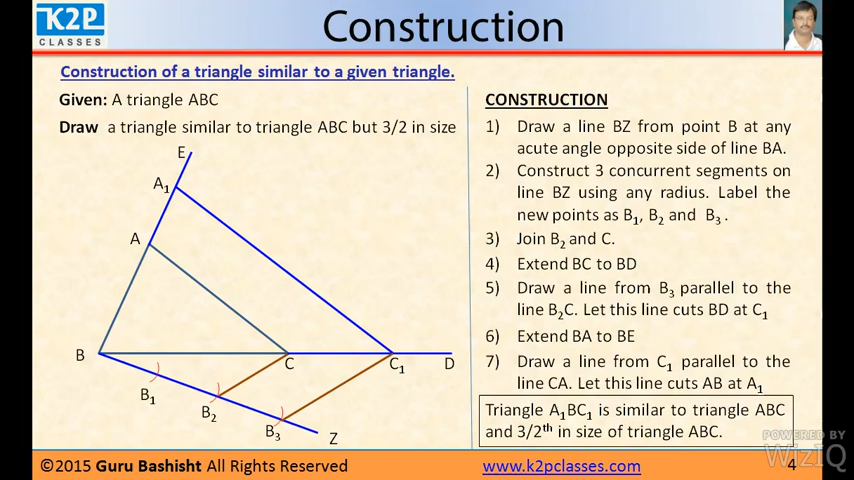 K2P
CLASSES
Construction
Construction of a triangle similar to a given triangle.
Given: A triangle ABC
Draw a triangle similar to triangle ABC but 3/2 in size
E
A1
A
B
C
C1
D
B1
B2
B3
Z
CONSTRUCTION
1) Draw a line BZ from point B at any
acute angle opposite side of line BA.
2) Construct 3 concurrent segments on
line BZ using any radius. Label the
new points as B1, B2 and B3 .
3) Join B2 and C.
4) Extend BC to BD
5) Draw a line from B3 parallel to the
line B2C. Let this line cuts BD at C1
6) Extend BA to BE
7) Draw a line from C1 parallel to the
line CA. Let this line cuts AB at A1
Triangle A1BC1 is similar to triangle ABC
and 3/2th in size of triangle ABC.
POWERED BY
WizIQ
©2015 Guru Bashisht All Rights Reserved
www.k2pclasses.com
4